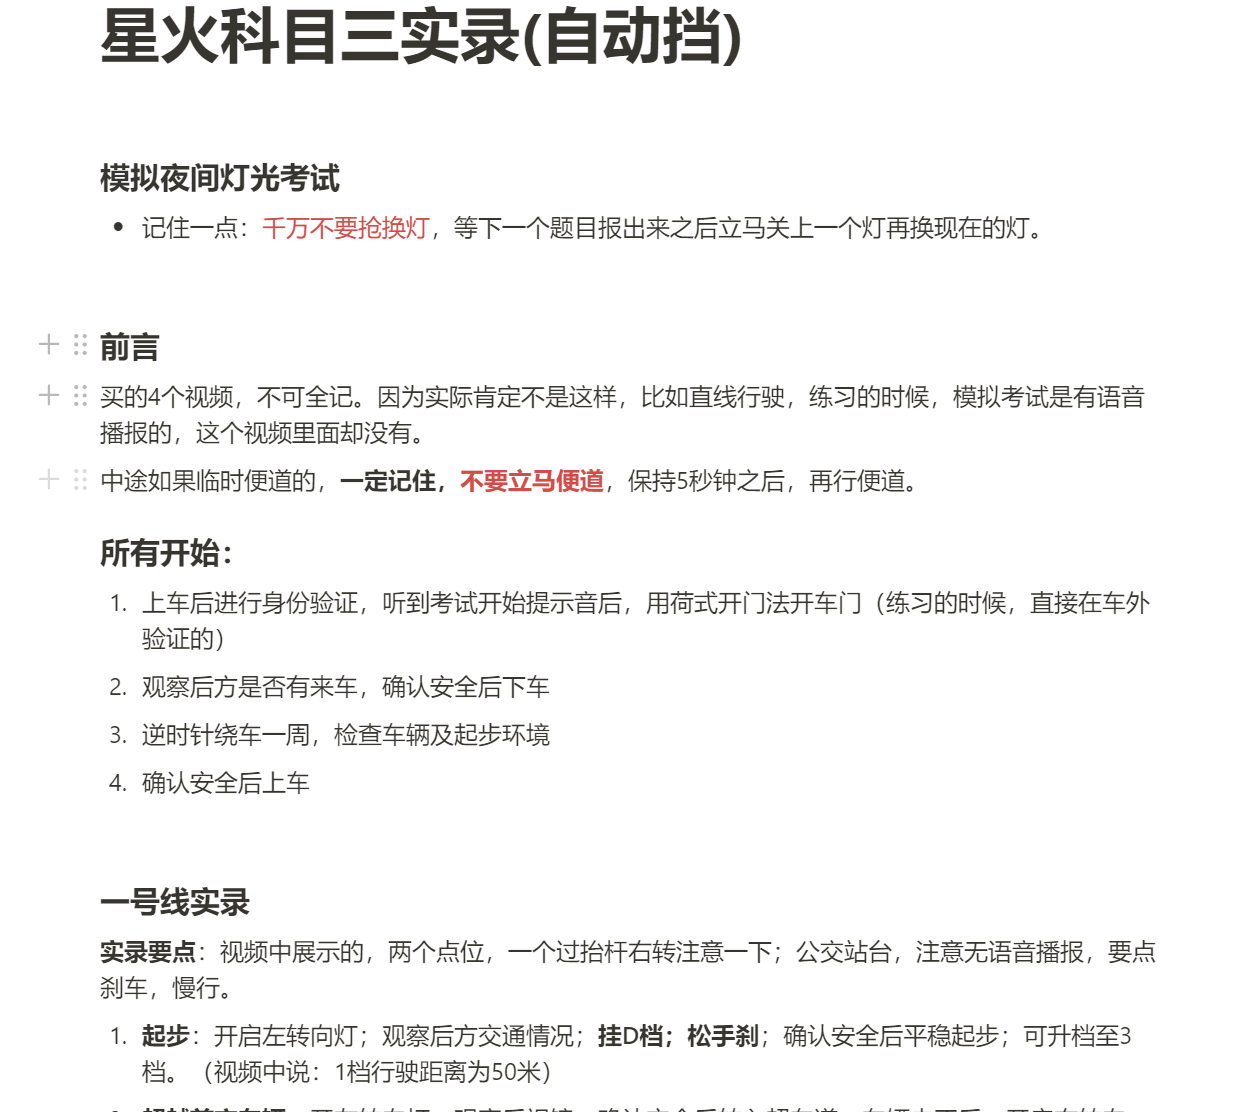 星火科目三实录(自动挡)
模拟夜间灯光考试
• 记住一点：千万不要抢换灯，等下一个题目报出来之后立马关上一个灯再换现在的灯。
前言
买的4个视频，不可全记。因为实际肯定不是这样，比如直线行驶，练习的时候，模拟考试是有语音
播报的，这个视频里面却没有。
中途如果临时便道的，一定记住，不要立马便道，保持5秒钟之后，再行便道。
所有开始：
1. 上车后进行身份验证，听到考试开始提示音后，用荷式开门法开车门（练习的时候，直接在车外
验证的）
2. 观察后方是否有来车，确认安全后下车
3. 逆时针绕车一周，检查车辆及起步环境
4. 确认安全后上车
一号线实录
实录要点：视频中展示的，两个点位，一个过抬杆右转注意一下；公交站台，注意无语音播报，要点
刹车，慢行。
1. 起步：开启左转向灯；观察后方交通情况；挂D档；松手刹；确认安全后平稳起步；可升档至3
档。（视频中说：1档行驶距离为50米）